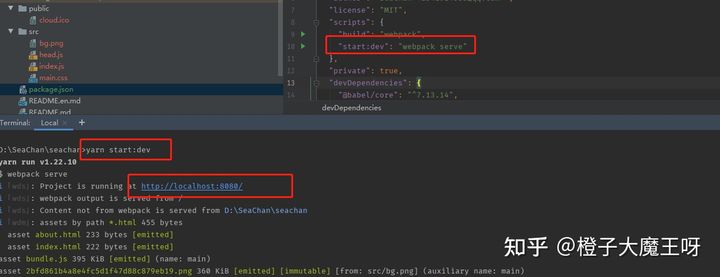 public
cloud.ico
src
bg.png
head.js
index.js
main.css
package.json
README.en.md
README.md
7 "license": "MIT",
8 "scripts": {
9 "build": "webpack",
10 "start:dev": "webpack serve"
11 },
12 "private": true,
13 "devDependencies": {
14 "@babel/core": "^7.13.14",
devDependencies
Terminal: Local × +
D:\SeaChan\seachan>yarn start:dev
yarn run v1.22.10
$ webpack serve
i ｢wds｣: Project is running at http://localhost:8080/
i ｢wds｣: webpack output is served from /
i ｢wds｣: Content not from webpack is served from D:\SeaChan\seachan
i ｢wdm｣: assets by path *.html 455 bytes
asset about.html 233 bytes [emitted]
asset index.html 222 bytes [emitted]
asset bundle.js 395 KiB [emitted] (name: main)
asset 2bfd861b4a8e4fc5d1f47d88c879eb19.png 360 KiB [emitted] [immutable] [from: src/bg.png] (auxiliary name: main)
知乎 @橙子大魔王呀